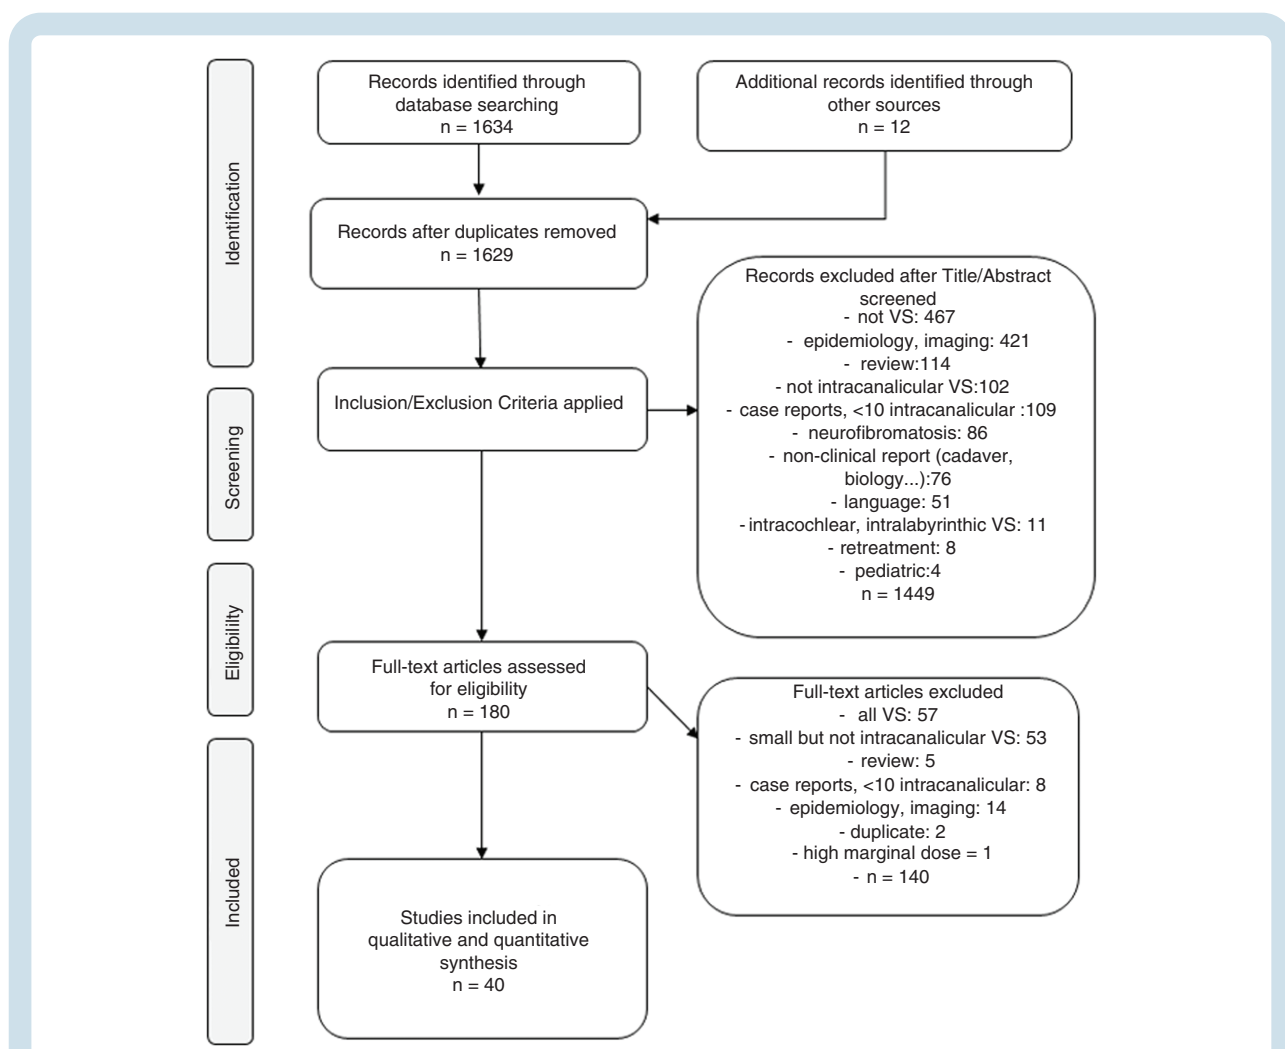 Identification
Records identified through
database searching
n = 1634
Additional records identified through
other sources
n = 12
Records after duplicates removed
n = 1629
Records excluded after Title/Abstract
screened
- not VS: 467
- epidemiology, imaging: 421
- review:114
- not intracanalicular VS:102
- case reports, <10 intracanalicular :109
- neurofibromatosis: 86
- non-clinical report (cadaver,
biology...):76
- language: 51
- intracochlear, intralabyrinthic VS: 11
- retreatment: 8
- pediatric:4
n = 1449
Screening
Inclusion/Exclusion Criteria applied
Eligibililty
Full-text articles assessed
for eligibility
n = 180
Full-text articles excluded
- all VS: 57
- small but not intracanalicular VS: 53
- review: 5
- case reports, <10 intracanalicular: 8
- epidemiology, imaging: 14
- duplicate: 2
- high marginal dose = 1
- n = 140
Included
Studies included in
qualitative and quantitative
synthesis
n = 40